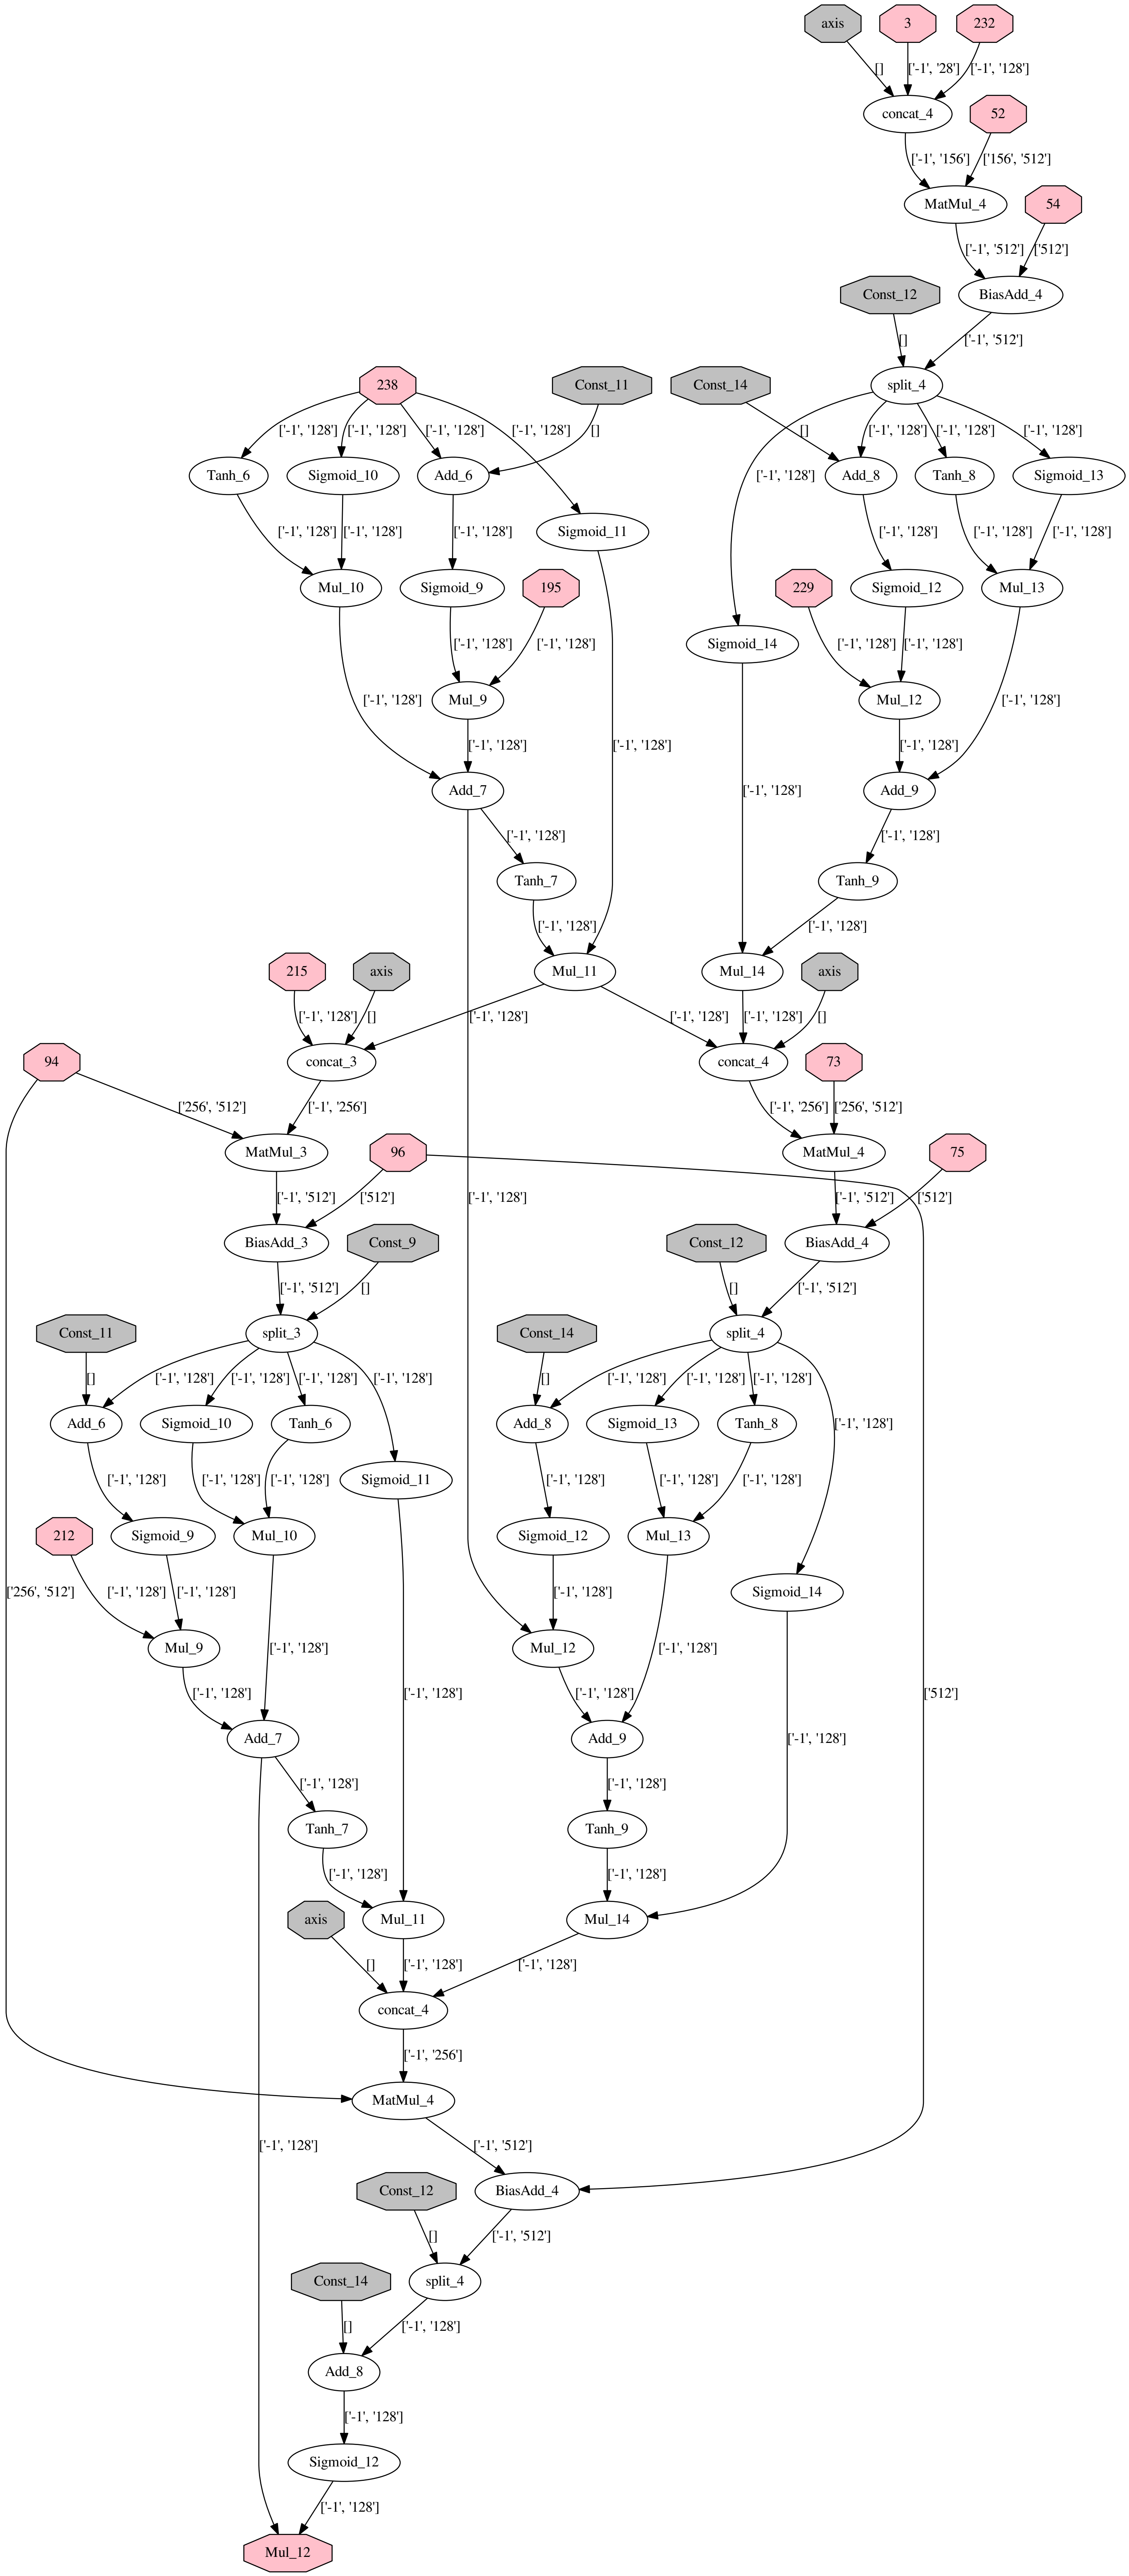 axis 3 232
[] ['-1', '28'] ['-1', '128']
concat_4 52
['-1', '156'] ['156', '512']
MatMul_4 54
['-1', '512'] ['512']
Const_12 BiasAdd_4
[] ['-1', '512']
238 Const_11 Const_14 split_4
['-1', '128'] ['-1', '128'] ['-1', '128'] ['-1', '128'] [] [] ['-1', '128'] ['-1', '128'] ['-1', '128']
Tanh_6 Sigmoid_10 Add_6 ['-1', '128'] Add_8 Tanh_8 Sigmoid_13
['-1', '128'] ['-1', '128'] ['-1', '128'] Sigmoid_11 ['-1', '128'] ['-1', '128'] ['-1', '128']
Mul_10 Sigmoid_9 195 229 Sigmoid_12 Mul_13
['-1', '128'] ['-1', '128'] Sigmoid_14 ['-1', '128'] ['-1', '128']
['-1', '128'] Mul_9 Mul_12 ['-1', '128']
['-1', '128'] ['-1', '128'] ['-1', '128']
Add_7 ['-1', '128'] Add_9
['-1', '128'] ['-1', '128']
Tanh_7 Tanh_9
['-1', '128'] ['-1', '128']
215 axis Mul_11 Mul_14 axis
['-1', '128'] [] ['-1', '128'] ['-1', '128'] ['-1', '128'] []
94 concat_3 concat_4 73
['256', '512'] ['-1', '256'] ['-1', '256'] ['256', '512']
MatMul_3 96 MatMul_4 75
['-1', '512'] ['512'] ['-1', '128'] ['-1', '512'] ['512']
BiasAdd_3 Const_9 Const_12 BiasAdd_4
['-1', '512'] [] [] ['-1', '512']
Const_11 split_3 Const_14 split_4
[] ['-1', '128'] ['-1', '128'] ['-1', '128'] ['-1', '128'] [] ['-1', '128'] ['-1', '128'] ['-1', '128']
Add_6 Sigmoid_10 Tanh_6 Add_8 Sigmoid_13 Tanh_8 ['-1', '128']
['-1', '128'] ['-1', '128'] ['-1', '128'] Sigmoid_11 ['-1', '128'] ['-1', '128'] ['-1', '128']
212 Sigmoid_9 Mul_10 Sigmoid_12 Mul_13
['256', '512'] ['-1', '128'] ['-1', '128'] ['-1', '128'] Sigmoid_14
Mul_9 ['-1', '128'] Mul_12 ['-1', '128']
['-1', '128'] ['-1', '128'] ['-1', '128'] ['512']
Add_7 Add_9 ['-1', '128']
['-1', '128'] ['-1', '128']
Tanh_7 Tanh_9
['-1', '128'] ['-1', '128']
axis Mul_11 Mul_14
[] ['-1', '128'] ['-1', '128']
concat_4
['-1', '256']
MatMul_4
['-1', '128'] ['-1', '512']
Const_12 BiasAdd_4
[] ['-1', '512']
Const_14 split_4
[] ['-1', '128']
Add_8
['-1', '128']
Sigmoid_12
['-1', '128']
Mul_12